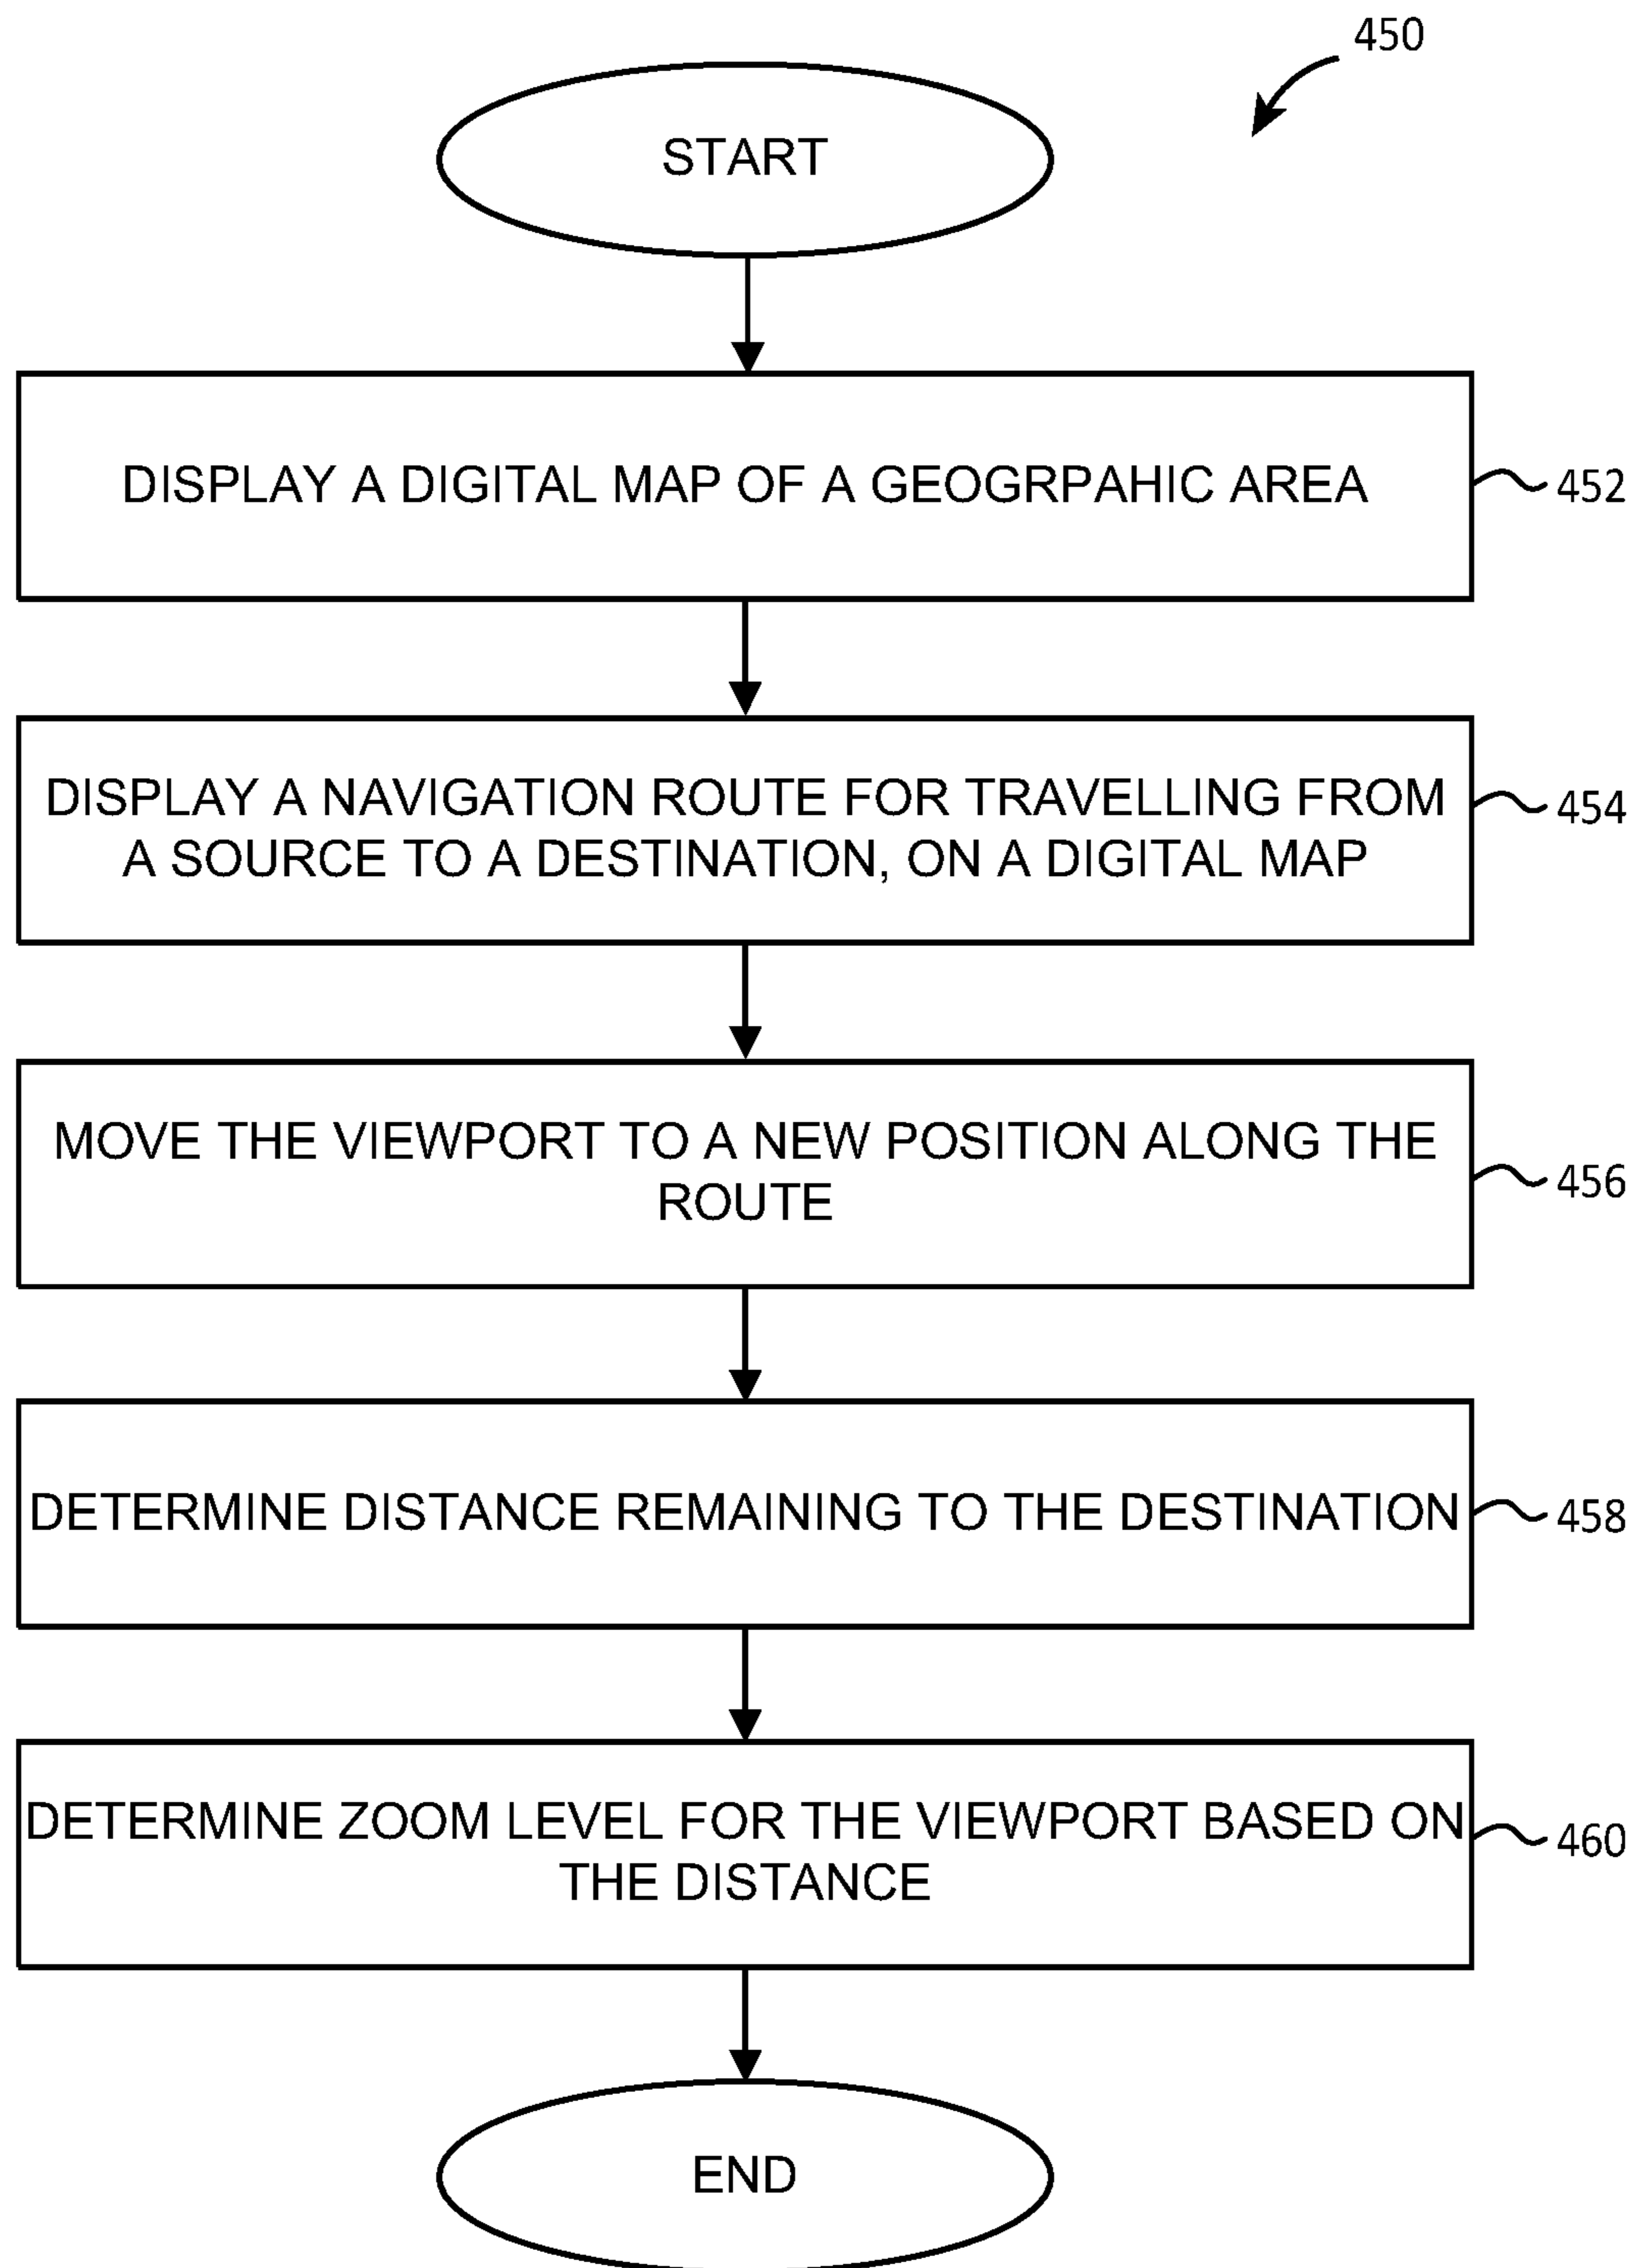 450
START
DISPLAY A DIGITAL MAP OF A GEOGRPAHIC AREA
452
DISPLAY A NAVIGATION ROUTE FOR TRAVELLING FROM
A SOURCE TO A DESTINATION, ON A DIGITAL MAP
454
MOVE THE VIEWPORT TO A NEW POSITION ALONG THE
ROUTE
456
DETERMINE DISTANCE REMAINING TO THE DESTINATION
458
DETERMINE ZOOM LEVEL FOR THE VIEWPORT BASED ON
THE DISTANCE
460
END